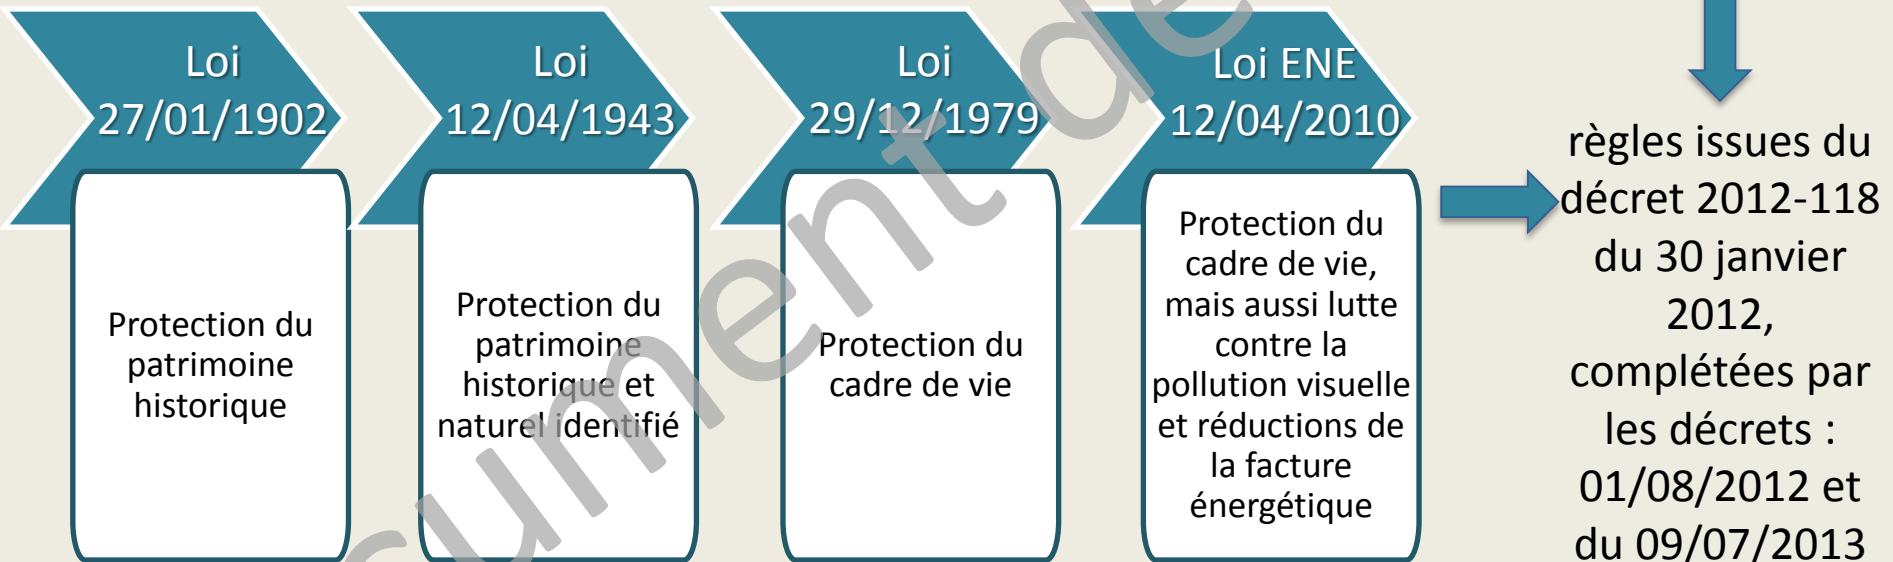 Loi
27/01/1902
Protection du
patrimoine
historique
Loi
12/04/1943
Protection du
patrimoine
historique et
naturel identifié
Loi
29/12/1979
Protection du
cadre de vie
Loi ENE
12/04/2010
Protection du
cadre de vie,
mais aussi lutte
contre la
pollution visuelle
et réductions de
la facture
énergétique
règles issues du
décret 2012-118
du 30 janvier
2012,
complétées par
les décrets :
01/08/2012 et
du 09/07/2013
sument de